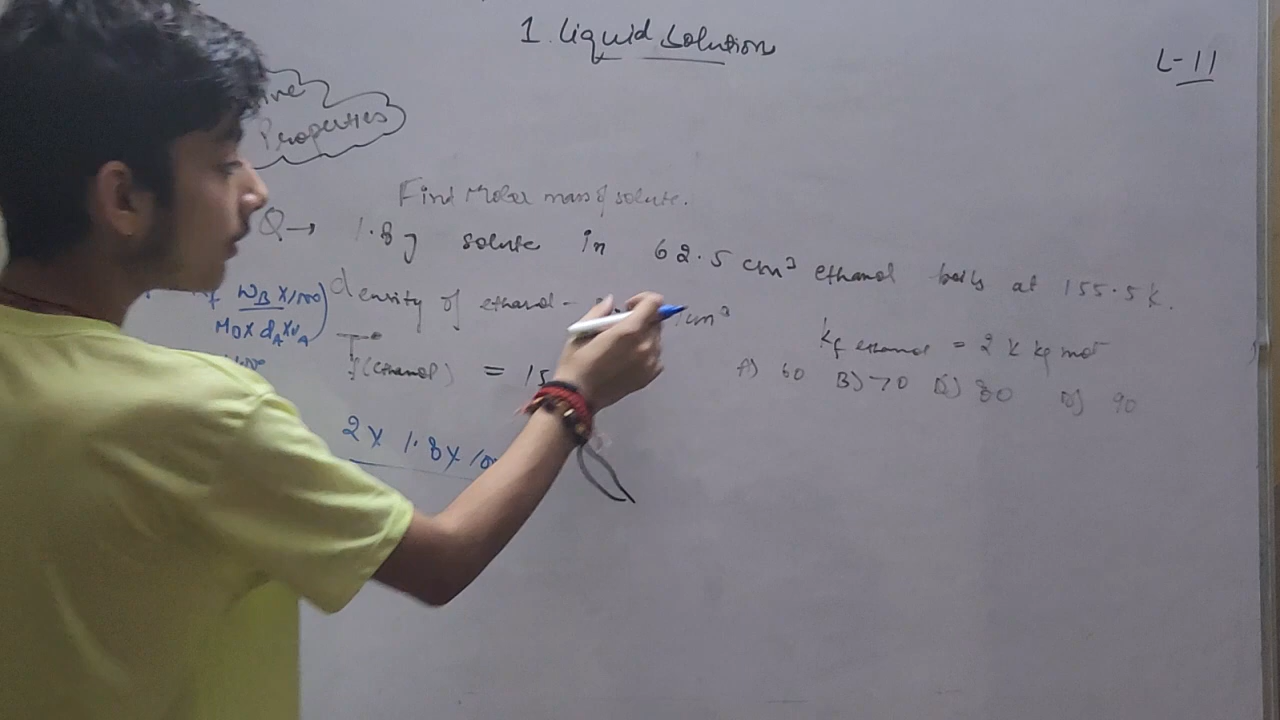 1. Liquid Solution
L-11
Properties
Find Molar mass of solute.
Q→ 1.8g solute in 62.5 cm³ ethanol boils at 155.5k.
density of ethanol -
Kf ethanol = 2 K kg mol
WB X 1000
MB X dA X VA
Tf (ethanol) = 15
A) 60 B) 70 C) 80 D) 90
2 X 1.8 X 10